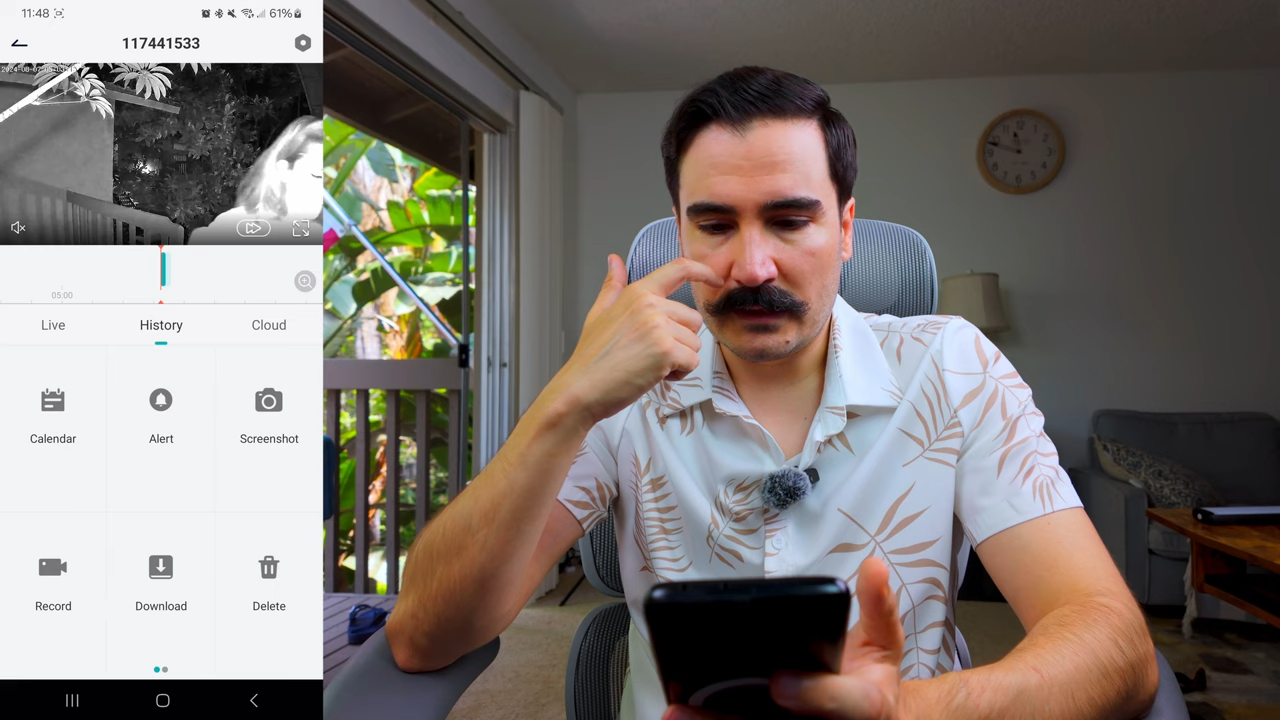 11:48
61%
117441533
05:00
Live
History
Cloud
Calendar
Alert
Screenshot
Record
Download
Delete